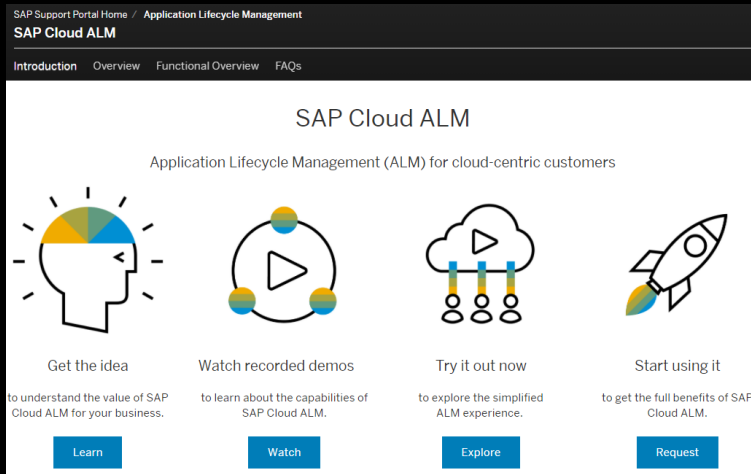 SAP Support Portal Home / Application Lifecycle Management
SAP Cloud ALM
Introduction Overview Functional Overview FAQs
SAP Cloud ALM
Application Lifecycle Management (ALM) for cloud-centric customers
Get the idea
to understand the value of SAP
Cloud ALM for your business.
Learn
Watch recorded demos
to learn about the capabilities of
SAP Cloud ALM.
Watch
Try it out now
to explore the simplified
ALM experience.
Explore
Start using it
to get the full benefits of SAP
Cloud ALM.
Request